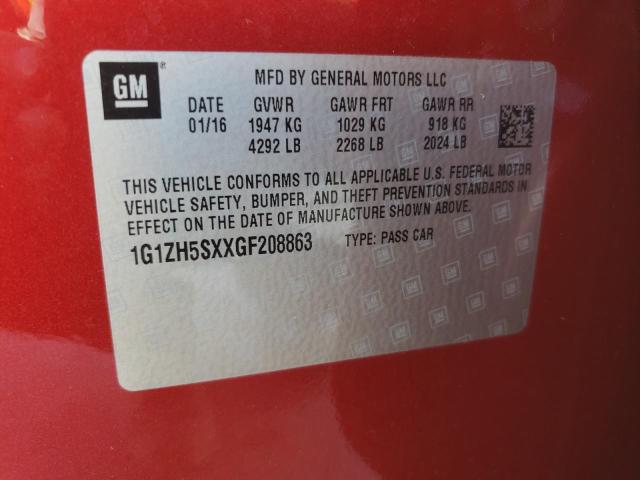 GM ® MFD BY GENERAL MOTORS LLC
DATE GVWR GAWR FRT GAWR RR
01/16 1947 KG 1029 KG 918 KG
4292 LB 2268 LB 2024 LB
THIS VEHICLE CONFORMS TO ALL APPLICABLE U.S. FEDERAL MOTOR
VEHICLE SAFETY, BUMPER, AND THEFT PREVENTION STANDARDS IN
EFFECT ON THE DATE OF MANUFACTURE SHOWN ABOVE.
1G1ZH5SXXGF208863 TYPE: PASS CAR